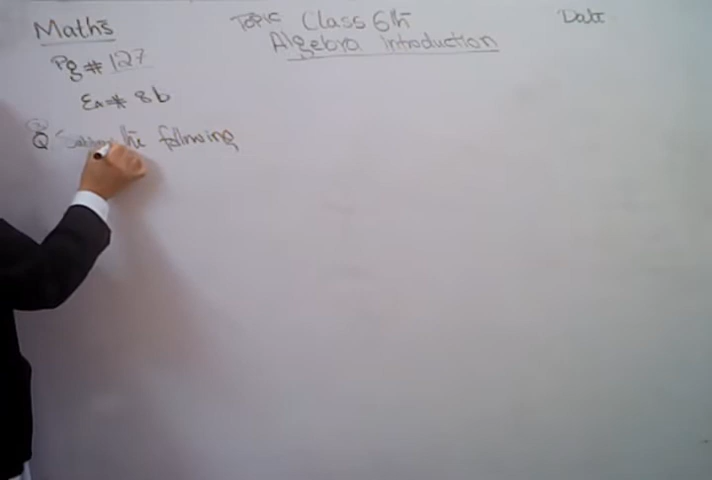 Maths
Topic Class 6th
Date
Algebra introduction
Pg # 127
Ex # 8b
Q the following